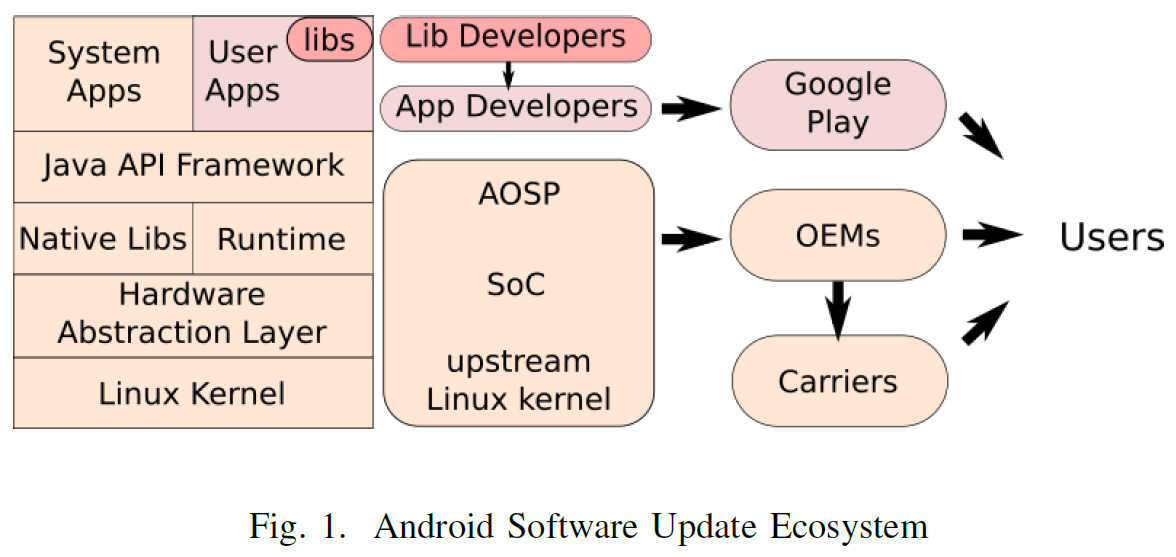 System
Apps
User
Apps
libs
Java API Framework
Native Libs
Runtime
Hardware
Abstraction Layer
Linux Kernel
Lib Developers
App Developers
AOSP
SoC
upstream
Linux kernel
Google
Play
OEMs
Carriers
Users
Fig. 1. Android Software Update Ecosystem